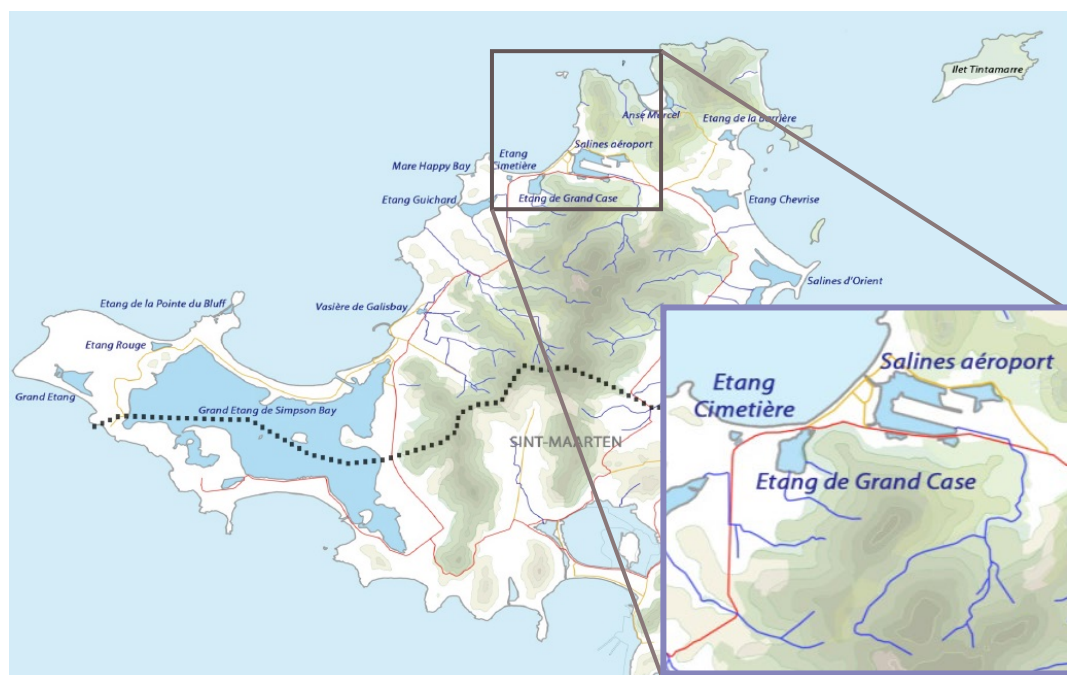 Ilet Tintamarre
Anse Marcel
Etang de la Barrière
Salines aéroport
Etang
Cimetière
Mare Happy Bay
Etang Guichard
Etang de Grand Case
Etang Chevrise
Salines d'Orient
Etang de la Pointe du Bluff
Vasière de Galisbay
Etang Rouge
Grand Etang
Grand Etang de Simpson Bay
SINT-MAARTEN
Salines aéroport
Etang
Cimetière
Etang de Grand Case